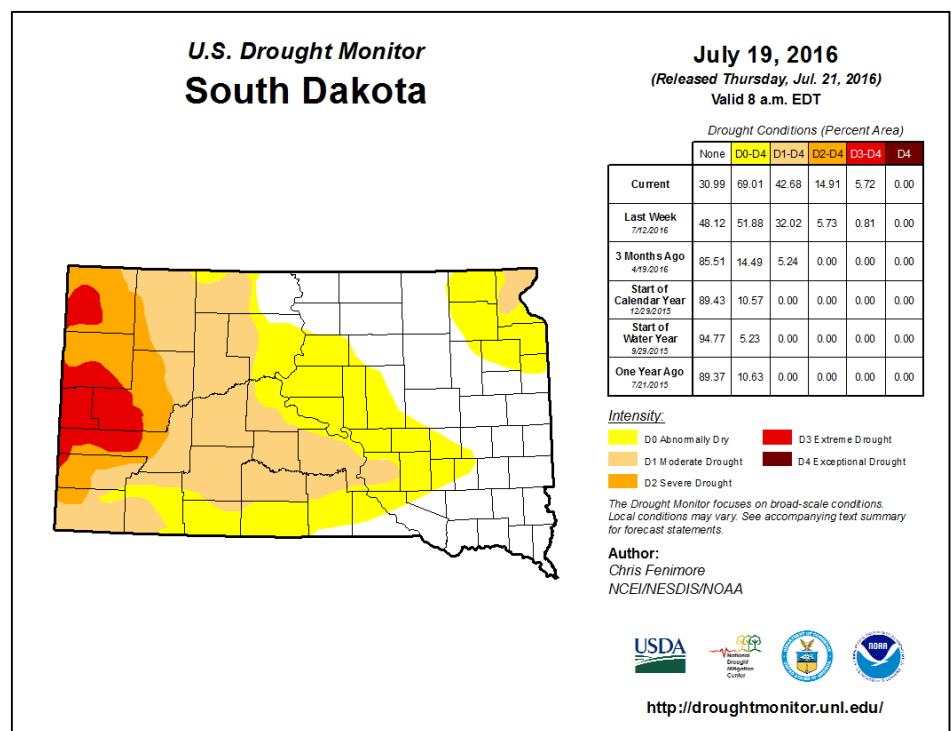 U.S. Drought Monitor
South Dakota
July 19, 2016
(Released Thursday, Jul. 21, 2016)
Valid 8 a.m. EDT
Drought Conditions (Percent Area)
None D0-D4 D1-D4 D2-D4 D3-D4 D4
Current 30.99 69.01 42.68 14.91 5.72 0.00
Last Week
7/12/2016
48.12 51.88 32.02 5.73 0.81 0.00
3 Months Ago
4/19/2016
85.51 14.49 5.24 0.00 0.00 0.00
Start of
Calendar Year
12/29/2015
89.43 10.57 0.00 0.00 0.00 0.00
Start of
Water Year
9/29/2015
94.77 5.23 0.00 0.00 0.00 0.00
One Year Ago
7/21/2015
89.37 10.63 0.00 0.00 0.00 0.00
Intensity:
D0 Abnormally Dry
D1 Moderate Drought
D2 Severe Drought
D3 Extreme Drought
D4 Exceptional Drought
The Drought Monitor focuses on broad-scale conditions.
Local conditions may vary. See accompanying text summary
for forecast statements.
Author:
Chris Fenimore
NCEI/NESDIS/NOAA
USDA
National
Drought
Mitigation
Center
NOAA
http://droughtmonitor.unl.edu/